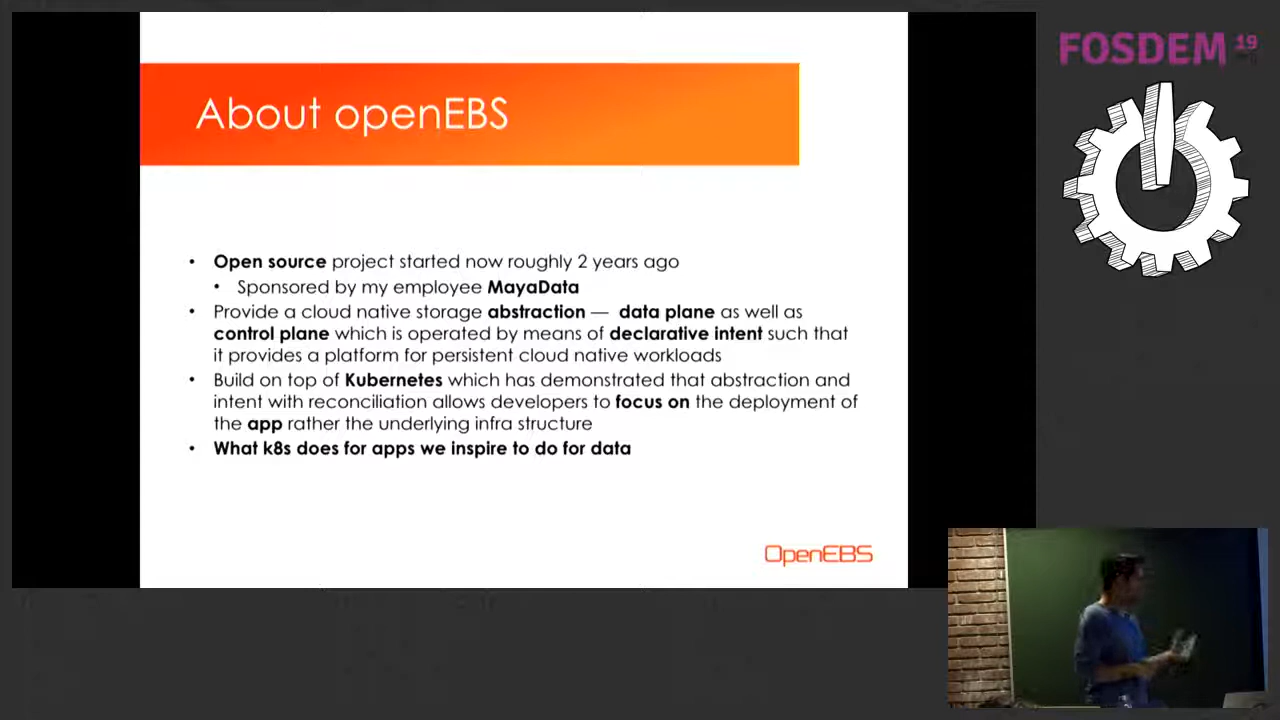 About openEBS
• Open source project started now roughly 2 years ago
• Sponsored by my employee MayaData
• Provide a cloud native storage abstraction — data plane as well as
control plane which is operated by means of declarative intent such that
it provides a platform for persistent cloud native workloads
• Build on top of Kubernetes which has demonstrated that abstraction and
intent with reconciliation allows developers to focus on the deployment of
the app rather the underlying infra structure
• What k8s does for apps we inspire to do for data
OpenEBS
FOSDEM 19